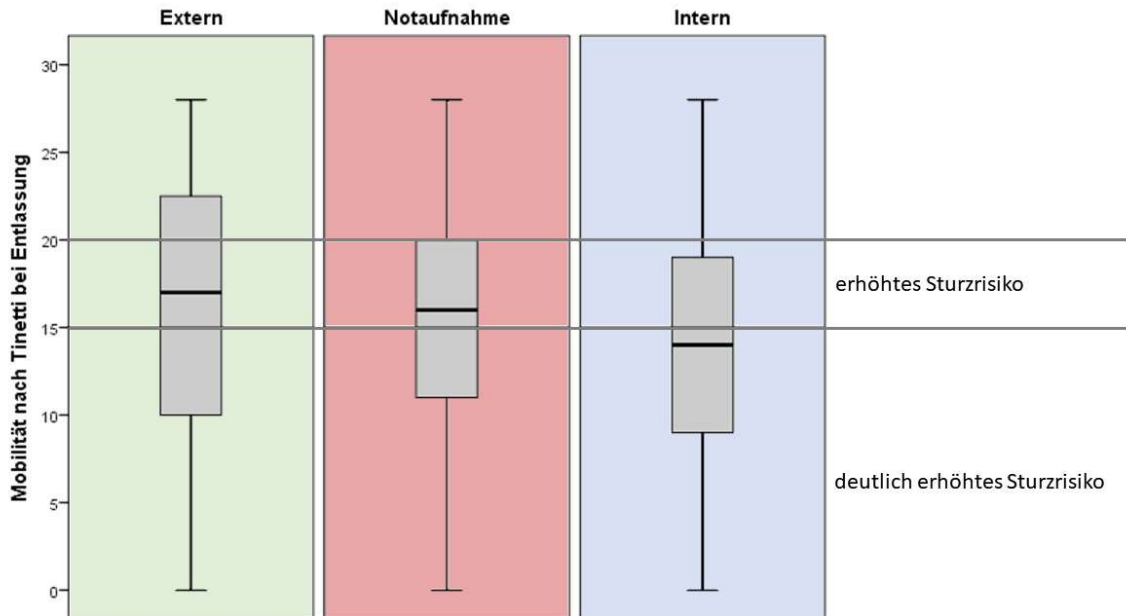 Extern
Notaufnahme
Intern
Mobilität nach Tinetti bei Entlassung
30
25
20
15
10
5
0
erhöhtes Sturzrisiko
deutlich erhöhtes Sturzrisiko